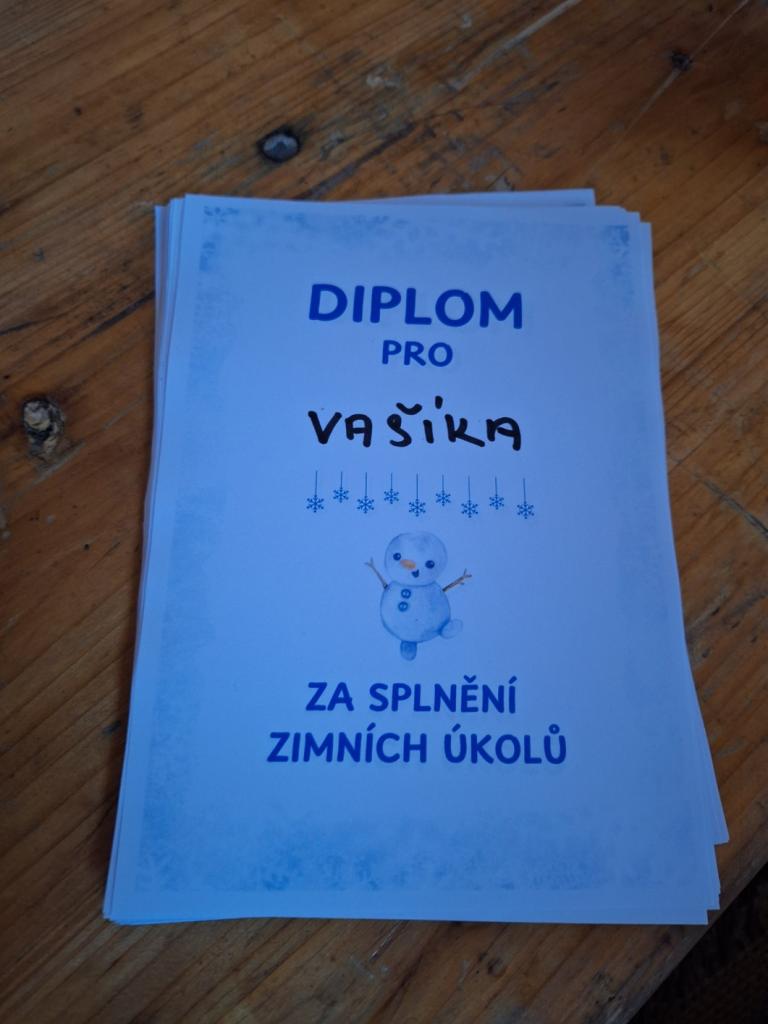 DIPLOM
PRO
VAŠÍKA
ZA SPLNĚNÍ
ZIMNÍCH ÚKOLŮ